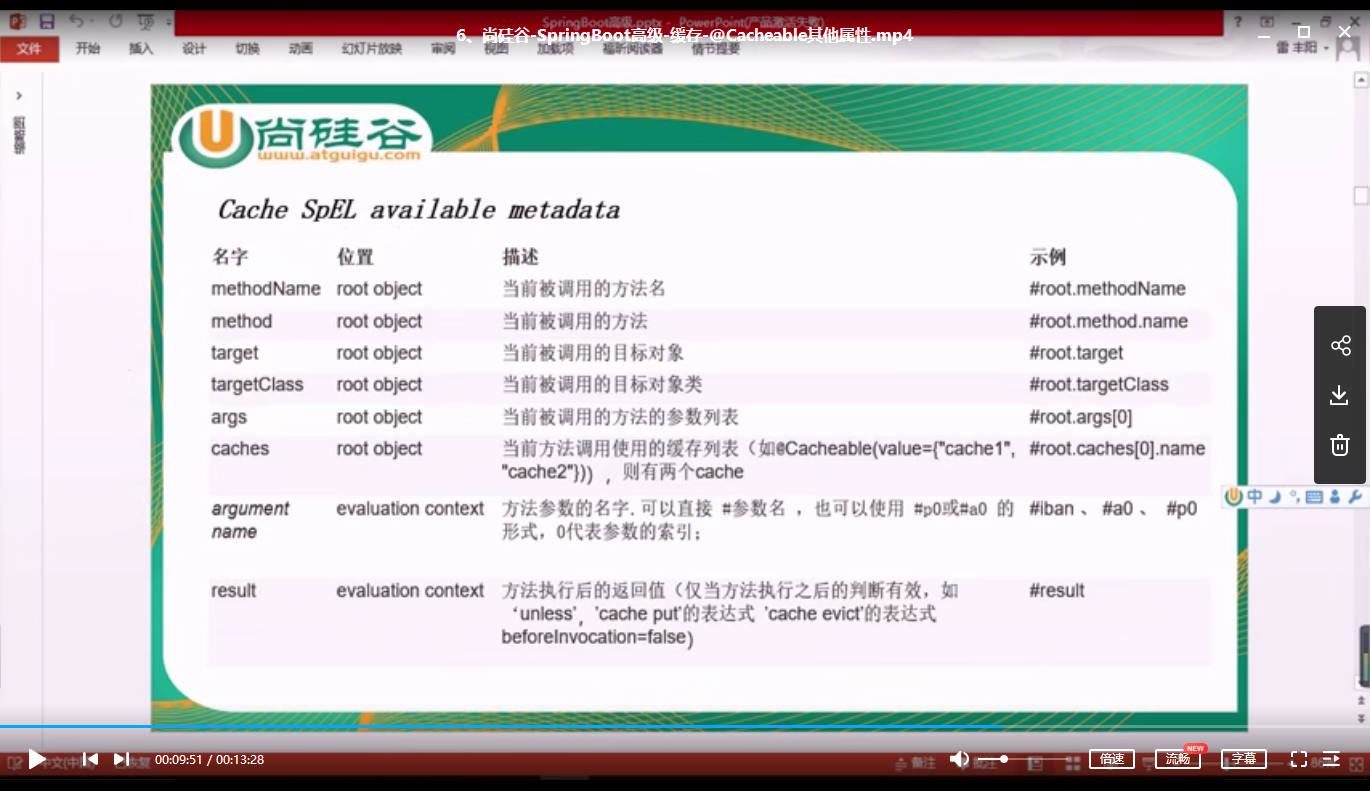 SpringBoot高级.pptx - PowerPoint(产品激活失败)
6、尚硅谷-SpringBoot高级-缓存-@Cacheable其他属性.mp4
文件 开始 插入 设计 切换 动画 幻灯片放映 审阅 视图 加载项 福昕阅读器 情节提要 雷 丰阳
缩略图
尚硅谷
www.atguigu.com
Cache SpEL available metadata
名字 位置 描述 示例
methodName root object 当前被调用的方法名 #root.methodName
method root object 当前被调用的方法 #root.method.name
target root object 当前被调用的目标对象 #root.target
targetClass root object 当前被调用的目标对象类 #root.targetClass
args root object 当前被调用的方法的参数列表 #root.args[0]
caches root object 当前方法调用使用的缓存列表（如@Cacheable(value={"cache1", #root.caches[0].name
"cache2"})），则有两个cache
中
argument evaluation context 方法参数的名字. 可以直接 #参数名 ，也可以使用 #p0或#a0 的 #iban 、 #a0 、 #p0
name 形式，0代表参数的索引；
result evaluation context 方法执行后的返回值（仅当方法执行之后的判断有效，如 #result
‘unless’，'cache put'的表达式 'cache evict'的表达式
beforeInvocation=false）
00:09:51 / 00:13:28 倍速 流畅 NEW 字幕
备注 批注